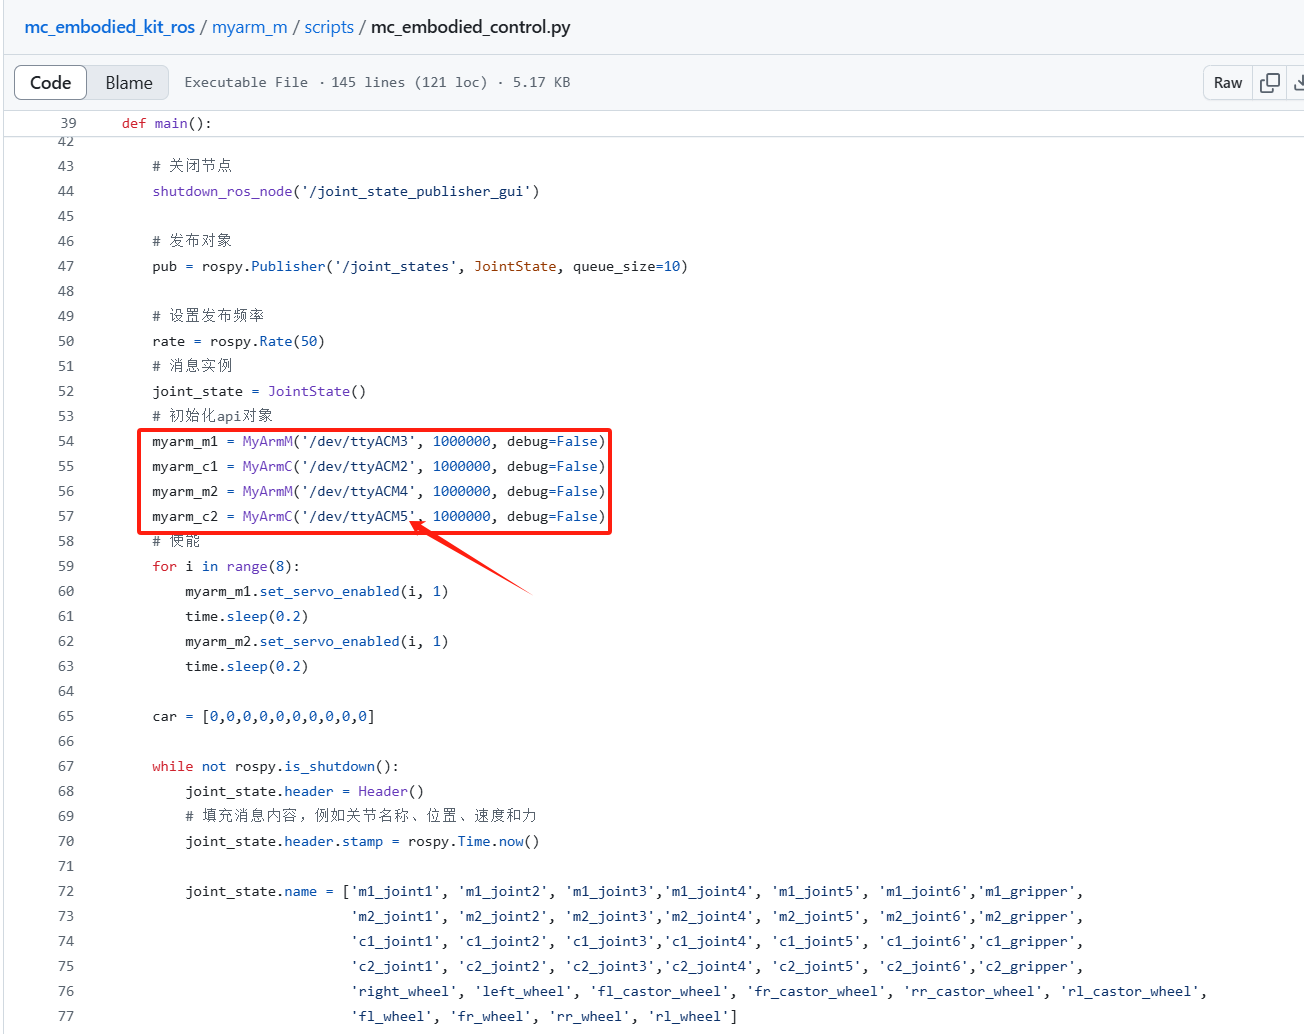 mc_embodied_kit_ros / myarm_m / scripts / mc_embodied_control.py
Code Blame Executable File · 145 lines (121 loc) · 5.17 KB Raw
39 def main():
42
43 # 关闭节点
44 shutdown_ros_node('/joint_state_publisher_gui')
45
46 # 发布对象
47 pub = rospy.Publisher('/joint_states', JointState, queue_size=10)
48
49 # 设置发布频率
50 rate = rospy.Rate(50)
51 # 消息实例
52 joint_state = JointState()
53 # 初始化api对象
54 myarm_m1 = MyArmM('/dev/ttyACM3', 1000000, debug=False)
55 myarm_c1 = MyArmC('/dev/ttyACM2', 1000000, debug=False)
56 myarm_m2 = MyArmM('/dev/ttyACM4', 1000000, debug=False)
57 myarm_c2 = MyArmC('/dev/ttyACM5', 1000000, debug=False)
58 # 使能
59 for i in range(8):
60 myarm_m1.set_servo_enabled(i, 1)
61 time.sleep(0.2)
62 myarm_m2.set_servo_enabled(i, 1)
63 time.sleep(0.2)
64
65 car = [0,0,0,0,0,0,0,0,0,0]
66
67 while not rospy.is_shutdown():
68 joint_state.header = Header()
69 # 填充消息内容，例如关节名称、位置、速度和力
70 joint_state.header.stamp = rospy.Time.now()
71
72 joint_state.name = ['m1_joint1', 'm1_joint2', 'm1_joint3','m1_joint4', 'm1_joint5', 'm1_joint6','m1_gripper',
73 'm2_joint1', 'm2_joint2', 'm2_joint3','m2_joint4', 'm2_joint5', 'm2_joint6','m2_gripper',
74 'c1_joint1', 'c1_joint2', 'c1_joint3','c1_joint4', 'c1_joint5', 'c1_joint6','c1_gripper',
75 'c2_joint1', 'c2_joint2', 'c2_joint3','c2_joint4', 'c2_joint5', 'c2_joint6','c2_gripper',
76 'right_wheel', 'left_wheel', 'fl_castor_wheel', 'fr_castor_wheel', 'rr_castor_wheel', 'rl_castor_wheel',
77 'fl_wheel', 'fr_wheel', 'rr_wheel', 'rl_wheel']